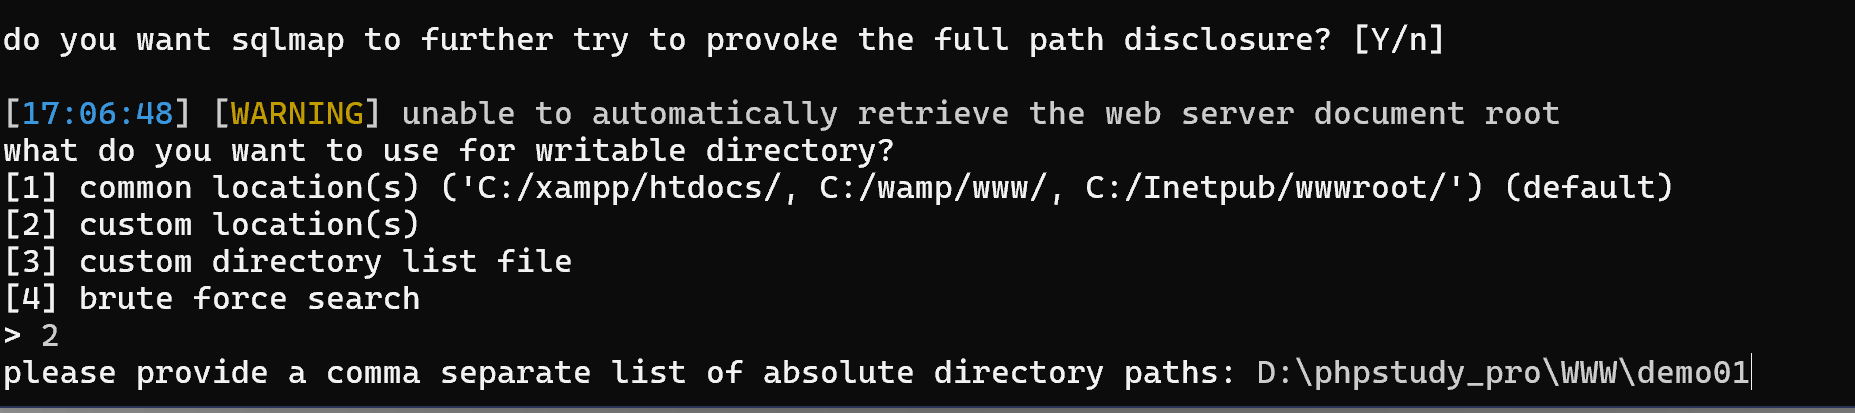 do you want sqlmap to further try to provoke the full path disclosure? [Y/n]
[17:06:48] [WARNING] unable to automatically retrieve the web server document root
what do you want to use for writable directory?
[1] common location(s) ('C:/xampp/htdocs/, C:/wamp/www/, C:/Inetpub/wwwroot/') (default)
[2] custom location(s)
[3] custom directory list file
[4] brute force search
> 2
please provide a comma separate list of absolute directory paths: D:\phpstudy_pro\WWW\demo01